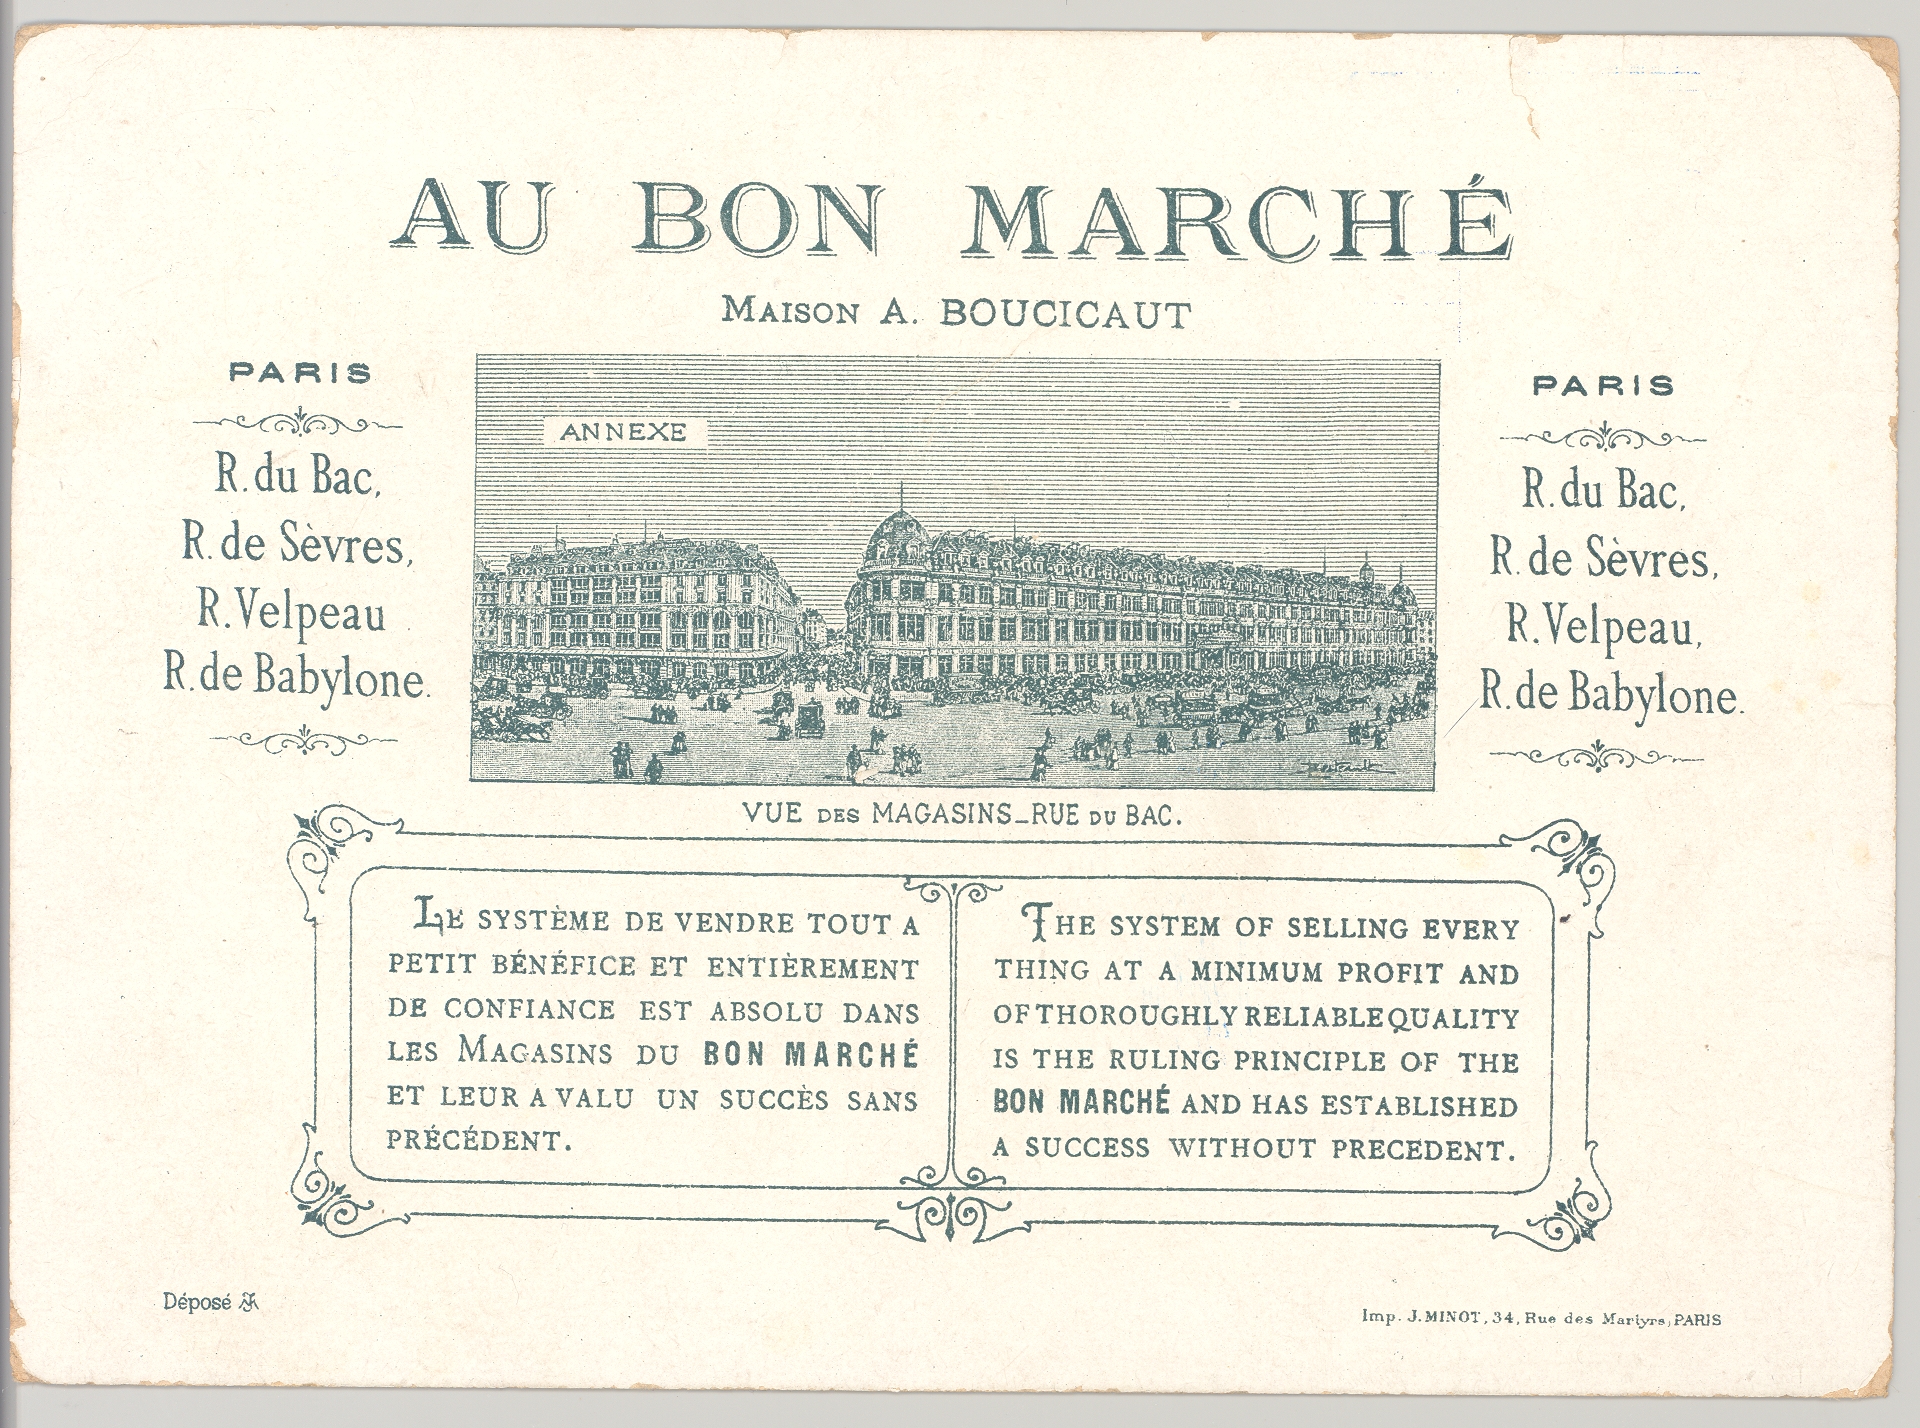 AU BON MARCHÉ
MAISON A. BOUCICAUT
PARIS
R. du Bac,
R. de Sèvres,
R. Velpeau
R. de Babylone.
ANNEXE
PARIS
R. du Bac,
R. de Sèvres,
R. Velpeau,
R. de Babylone.
VUE DES MAGASINS_RUE DU BAC.
LE SYSTÈME DE VENDRE TOUT A
PETIT BÉNÉFICE ET ENTIÈREMENT
DE CONFIANCE EST ABSOLU DANS
LES MAGASINS DU BON MARCHÉ
ET LEUR A VALU UN SUCCÈS SANS
PRÉCÉDENT.
THE SYSTEM OF SELLING EVERY
THING AT A MINIMUM PROFIT AND
OF THOROUGHLY RELIABLE QUALITY
IS THE RULING PRINCIPLE OF THE
BON MARCHÉ AND HAS ESTABLISHED
A SUCCESS WITHOUT PRECEDENT.
Déposé
Imp. J. MINOT, 34, Rue des Martyrs, PARIS